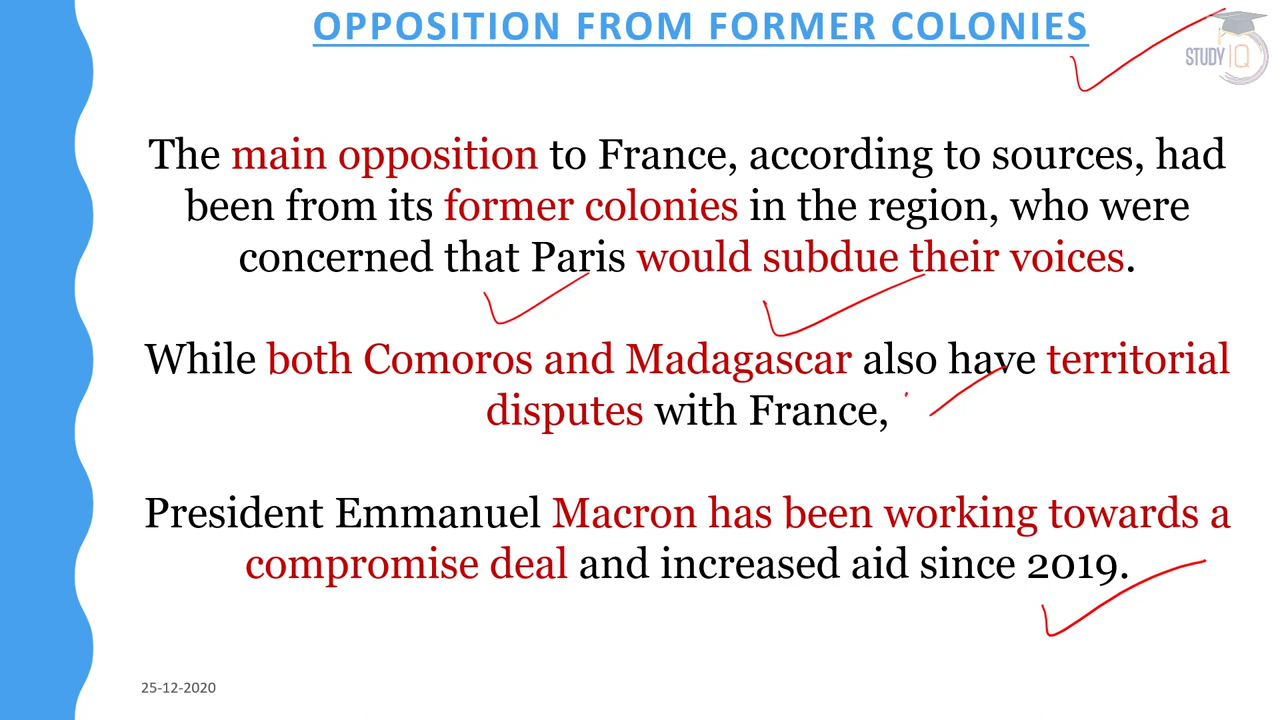 OPPOSITION FROM FORMER COLONIES
STUDY IQ
The main opposition to France, according to sources, had
been from its former colonies in the region, who were
concerned that Paris would subdue their voices.
While both Comoros and Madagascar also have territorial
disputes with France,
President Emmanuel Macron has been working towards a
compromise deal and increased aid since 2019.
25-12-2020